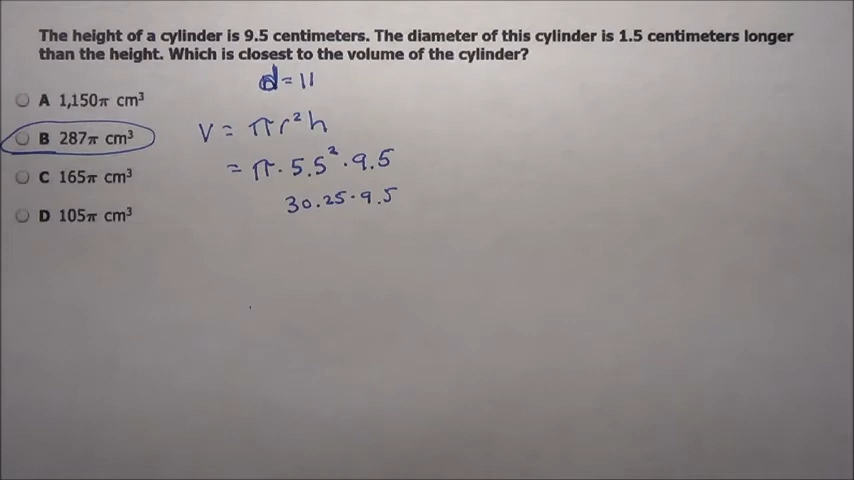 The height of a cylinder is 9.5 centimeters. The diameter of this cylinder is 1.5 centimeters longer
than the height. Which is closest to the volume of the cylinder?
d = 11
A 1,150π cm³
V = πr²h
B 287π cm³
= π · 5.5² · 9.5
C 165π cm³
30.25 · 9.5
D 105π cm³